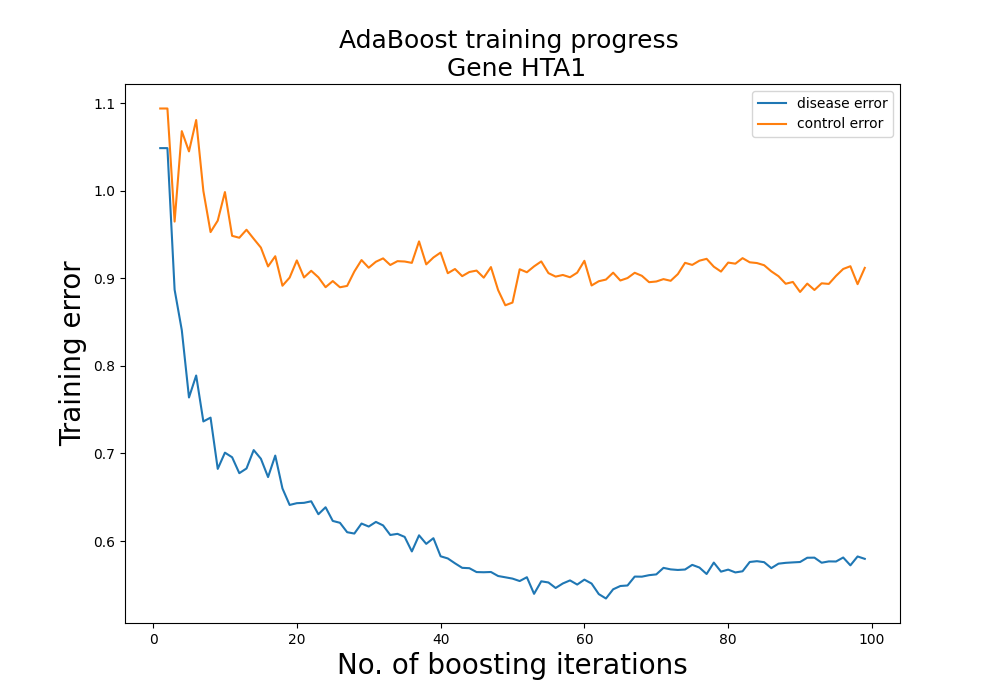 AdaBoost training progress
Gene HTA1
disease error
control error
Training error
1.1
1.0
0.9
0.8
0.7
0.6
0
20
40
60
80
100
No. of boosting iterations